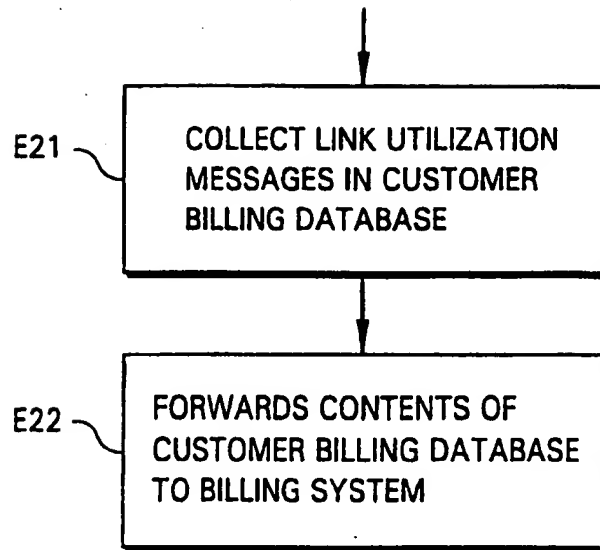 E21
COLLECT LINK UTILIZATION
MESSAGES IN CUSTOMER
BILLING DATABASE
E22
FORWARDS CONTENTS OF
CUSTOMER BILLING DATABASE
TO BILLING SYSTEM